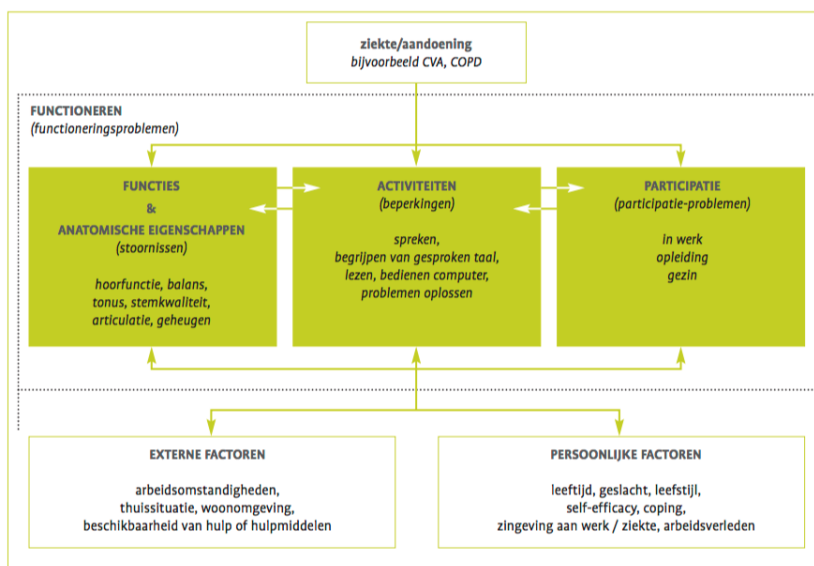 ziekte/aandoening
bijvoorbeeld CVA, COPD
FUNCTIONEREN
(functioneringsproblemen)
FUNCTIES
&
ANATOMISCHE EIGENSCHAPPEN
(stoornissen)
hoorfunctie, balans,
tonus, stemkwaliteit,
articulatie, geheugen
ACTIVITEITEN
(beperkingen)
spreken,
begrijpen van gesproken taal,
lezen, bedienen computer,
problemen oplossen
PARTICIPATIE
(participatie-problemen)
in werk
opleiding
gezin
EXTERNE FACTOREN
arbeidsomstandigheden,
thuissituatie, woonomgeving,
beschikbaarheid van hulp of hulpmiddelen
PERSOONLIJKE FACTOREN
leeftijd, geslacht, leefstijl,
self-efficacy, coping,
zingeving aan werk / ziekte, arbeidsverleden